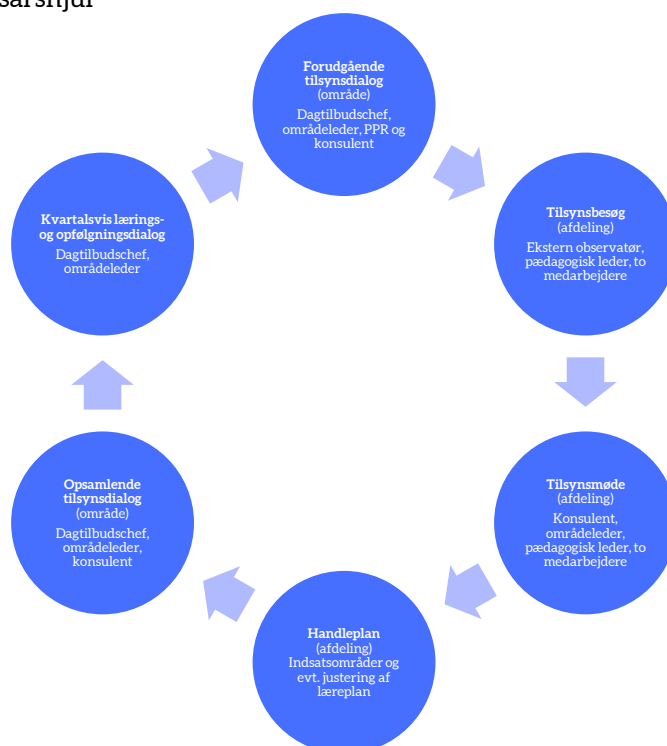 Forudgående
tilsynsdialog
(område)
Dagtilbudschef,
områdeleder, PPR og
konsulent
Tilsynsbesøg
(afdeling)
Ekstern observatør,
pædagogisk leder, to
medarbejdere
Tilsynsmøde
(afdeling)
Konsulent,
områdeleder,
pædagogisk leder, to
medarbejdere
Handleplan
(afdeling)
Indsatsområder og
evt. justering af
læreplan
Opsamlende
tilsynsdialog
(område)
Dagtilbudschef,
områdeleder,
konsulent
Kvartalsvis lærings-
og opfølgningsdialog
Dagtilbudschef,
områdeleder